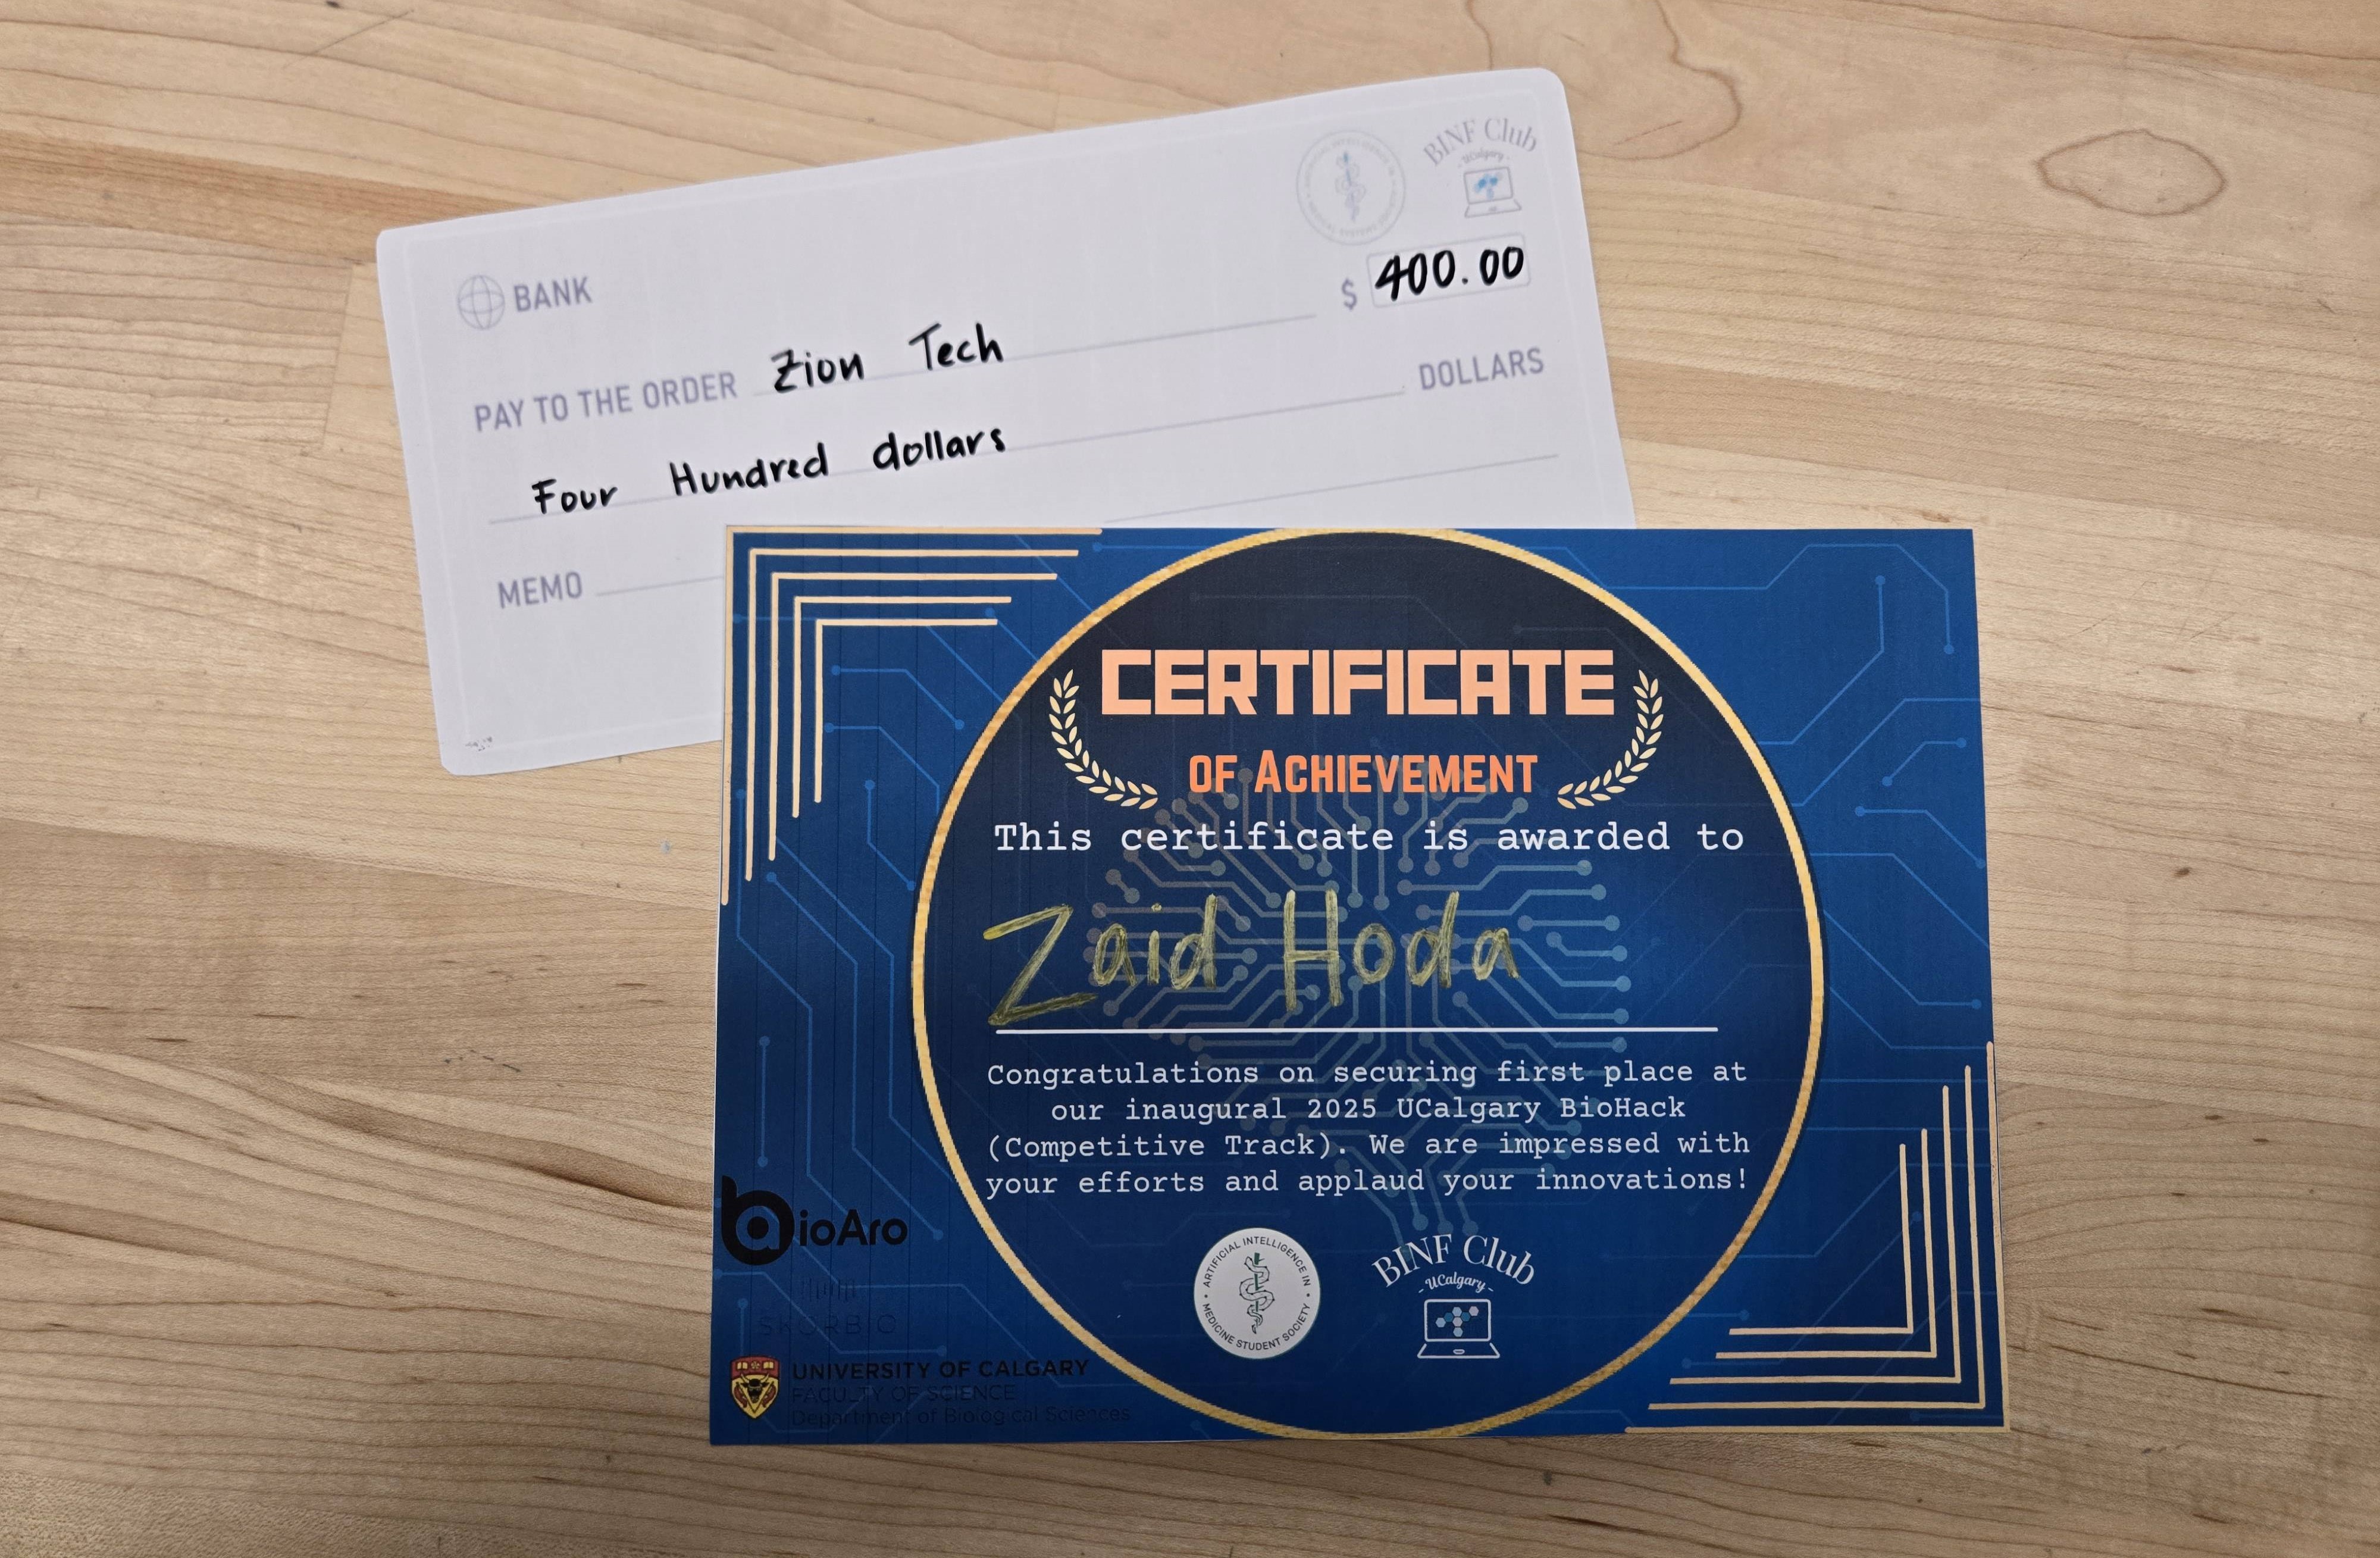 BINF Club
UCalgary
BANK
$ 400.00
PAY TO THE ORDER Zion Tech
DOLLARS
Four Hundred dollars
MEMO
CERTIFICATE
OF ACHIEVEMENT
This certificate is awarded to
Zaid Hoda
Congratulations on securing first place at
our inaugural 2025 UCalgary BioHack
(Competitive Track). We are impressed with
your efforts and applaud your innovations!
bioAro
SKORBIO
ARTIFICIAL INTELLIGENCE IN
MEDICINE STUDENT SOCIETY
BINF Club
-UCalgary-
UNIVERSITY OF CALGARY
FACULTY OF SCIENCE
Department of Biological Sciences